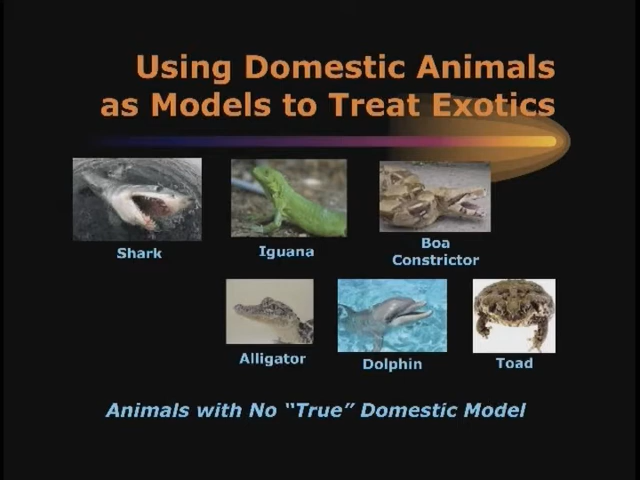 Using Domestic Animals
as Models to Treat Exotics
Shark
Iguana
Boa
Constrictor
Alligator
Dolphin
Toad
Animals with No “True” Domestic Model